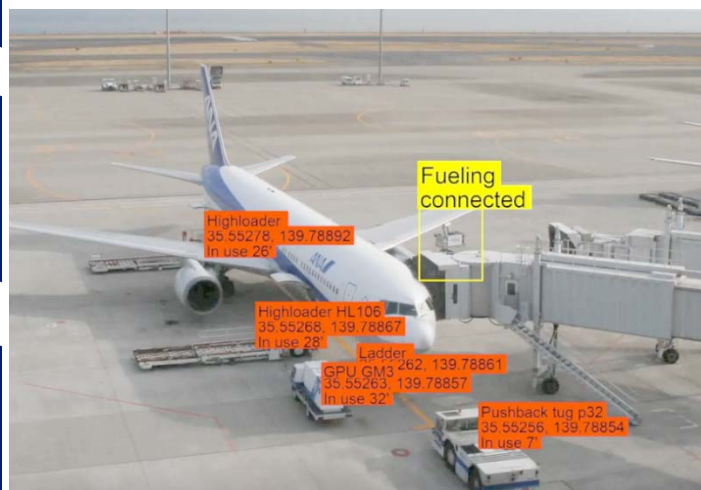 Fueling
connected
Highloader
35.55278, 139.78892
In use 26'
ANA
Highloader HL106
35.55268, 139.78867
In use 28'
Ladder
262, 139.78861
GPU GM3
35.55263, 139.78857
In use 32'
Pushback tug p32
35.55256, 139.78854
In use 7'